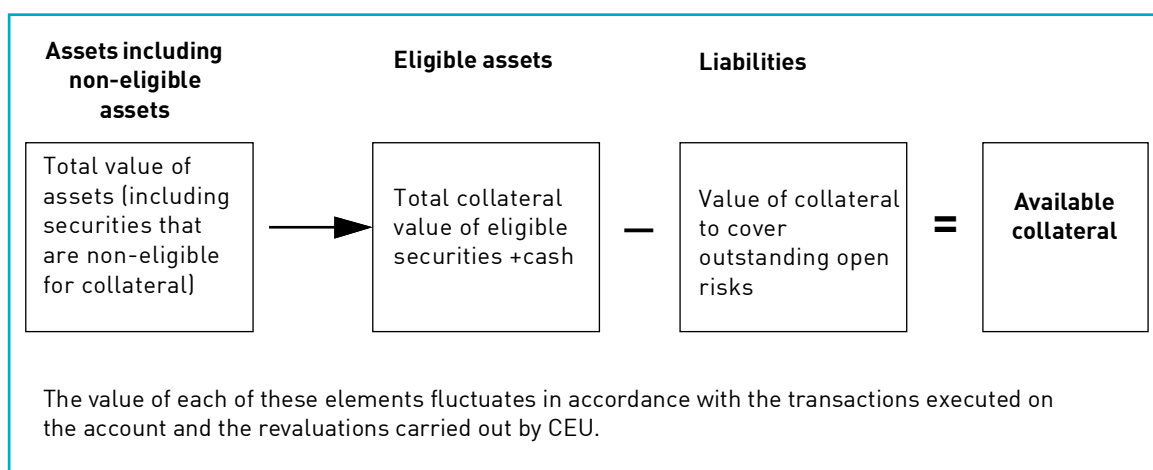 Assets including
non-eligible
assets
Eligible assets
Liabilities
Total value of
assets (including
securities that
are non-eligible
for collateral)
Total collateral
value of eligible
securities +cash
—
Value of collateral
to cover
outstanding open
risks
=
Available
collateral
The value of each of these elements fluctuates in accordance with the transactions executed on
the account and the revaluations carried out by CEU.